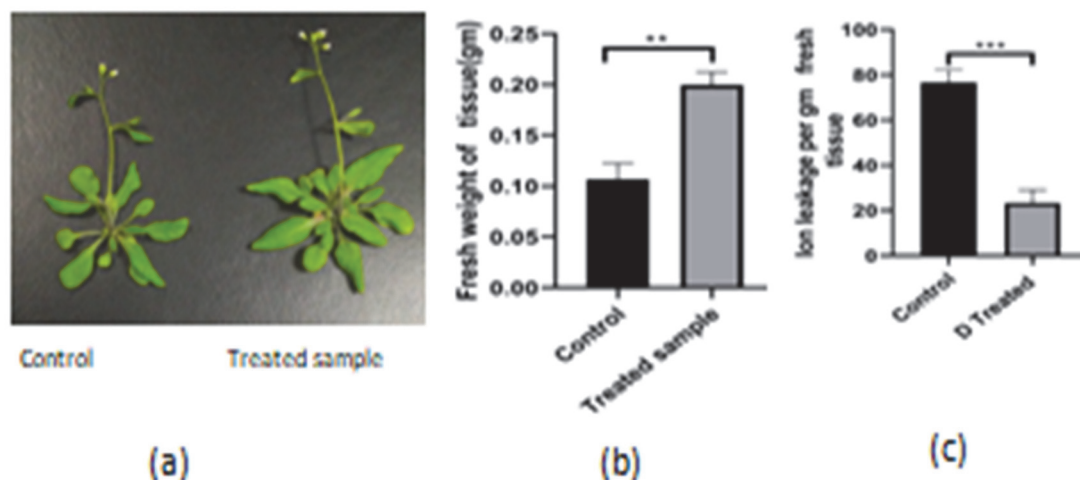 Control
Treated sample
(a)
Fresh weight of tissue(gm)
0.25
0.20
0.15
0.10
0.05
0.00
**
Control
Treated sample
(b)
Ion leakage per gm fresh
tissue
100
80
60
40
20
0
***
Control
D Treated
(c)